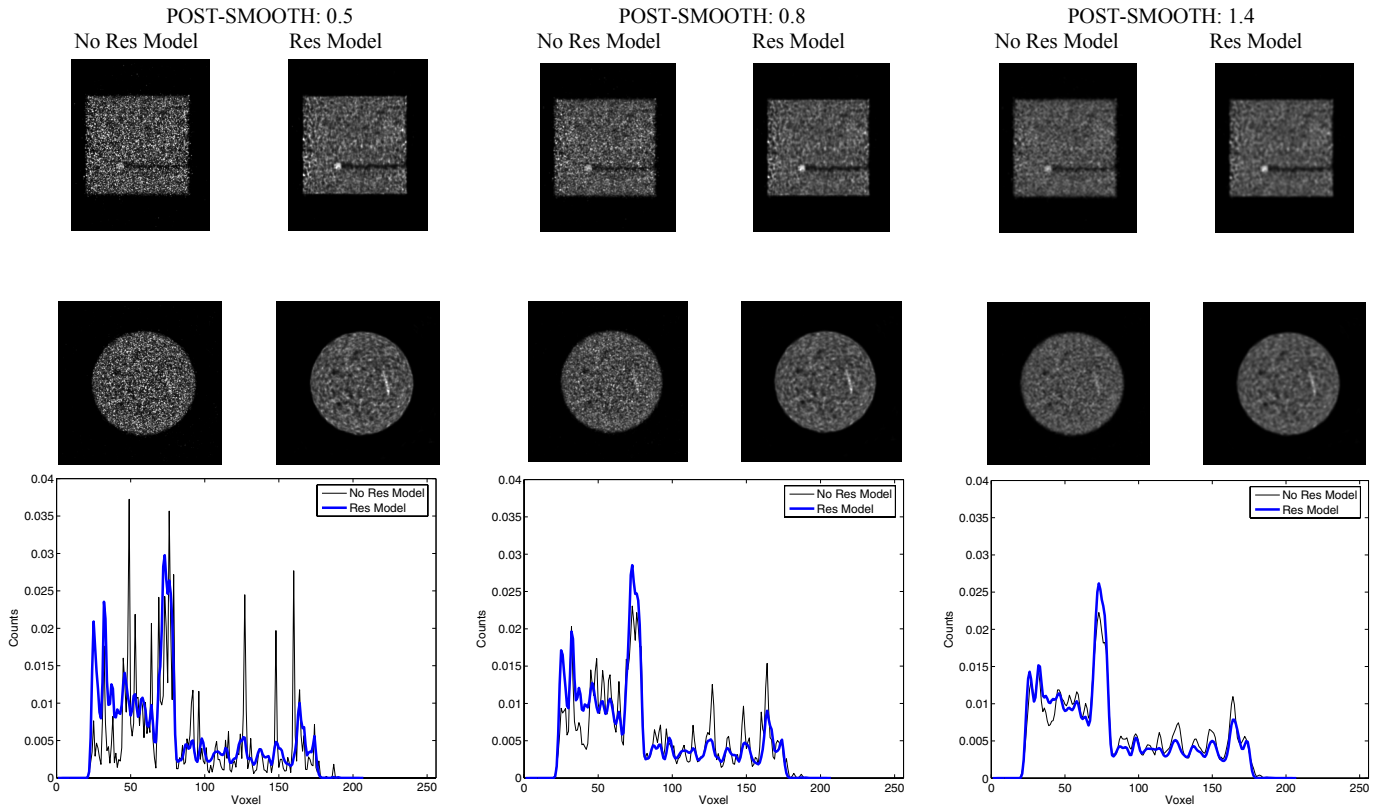 POST-SMOOTH: 0.5
No Res Model Res Model
POST-SMOOTH: 0.8
No Res Model Res Model
POST-SMOOTH: 1.4
No Res Model Res Model
0.04
0.035
0.03
0.025
0.02
0.015
0.01
0.005
0
Counts
0 50 100 150 200 250
Voxel
No Res Model
Res Model
0.04
0.035
0.03
0.025
0.02
0.015
0.01
0.005
0
Counts
0 50 100 150 200 250
Voxel
No Res Model
Res Model
0.04
0.035
0.03
0.025
0.02
0.015
0.01
0.005
0
Counts
0 50 100 150 200 250
Voxel
No Res Model
Res Model